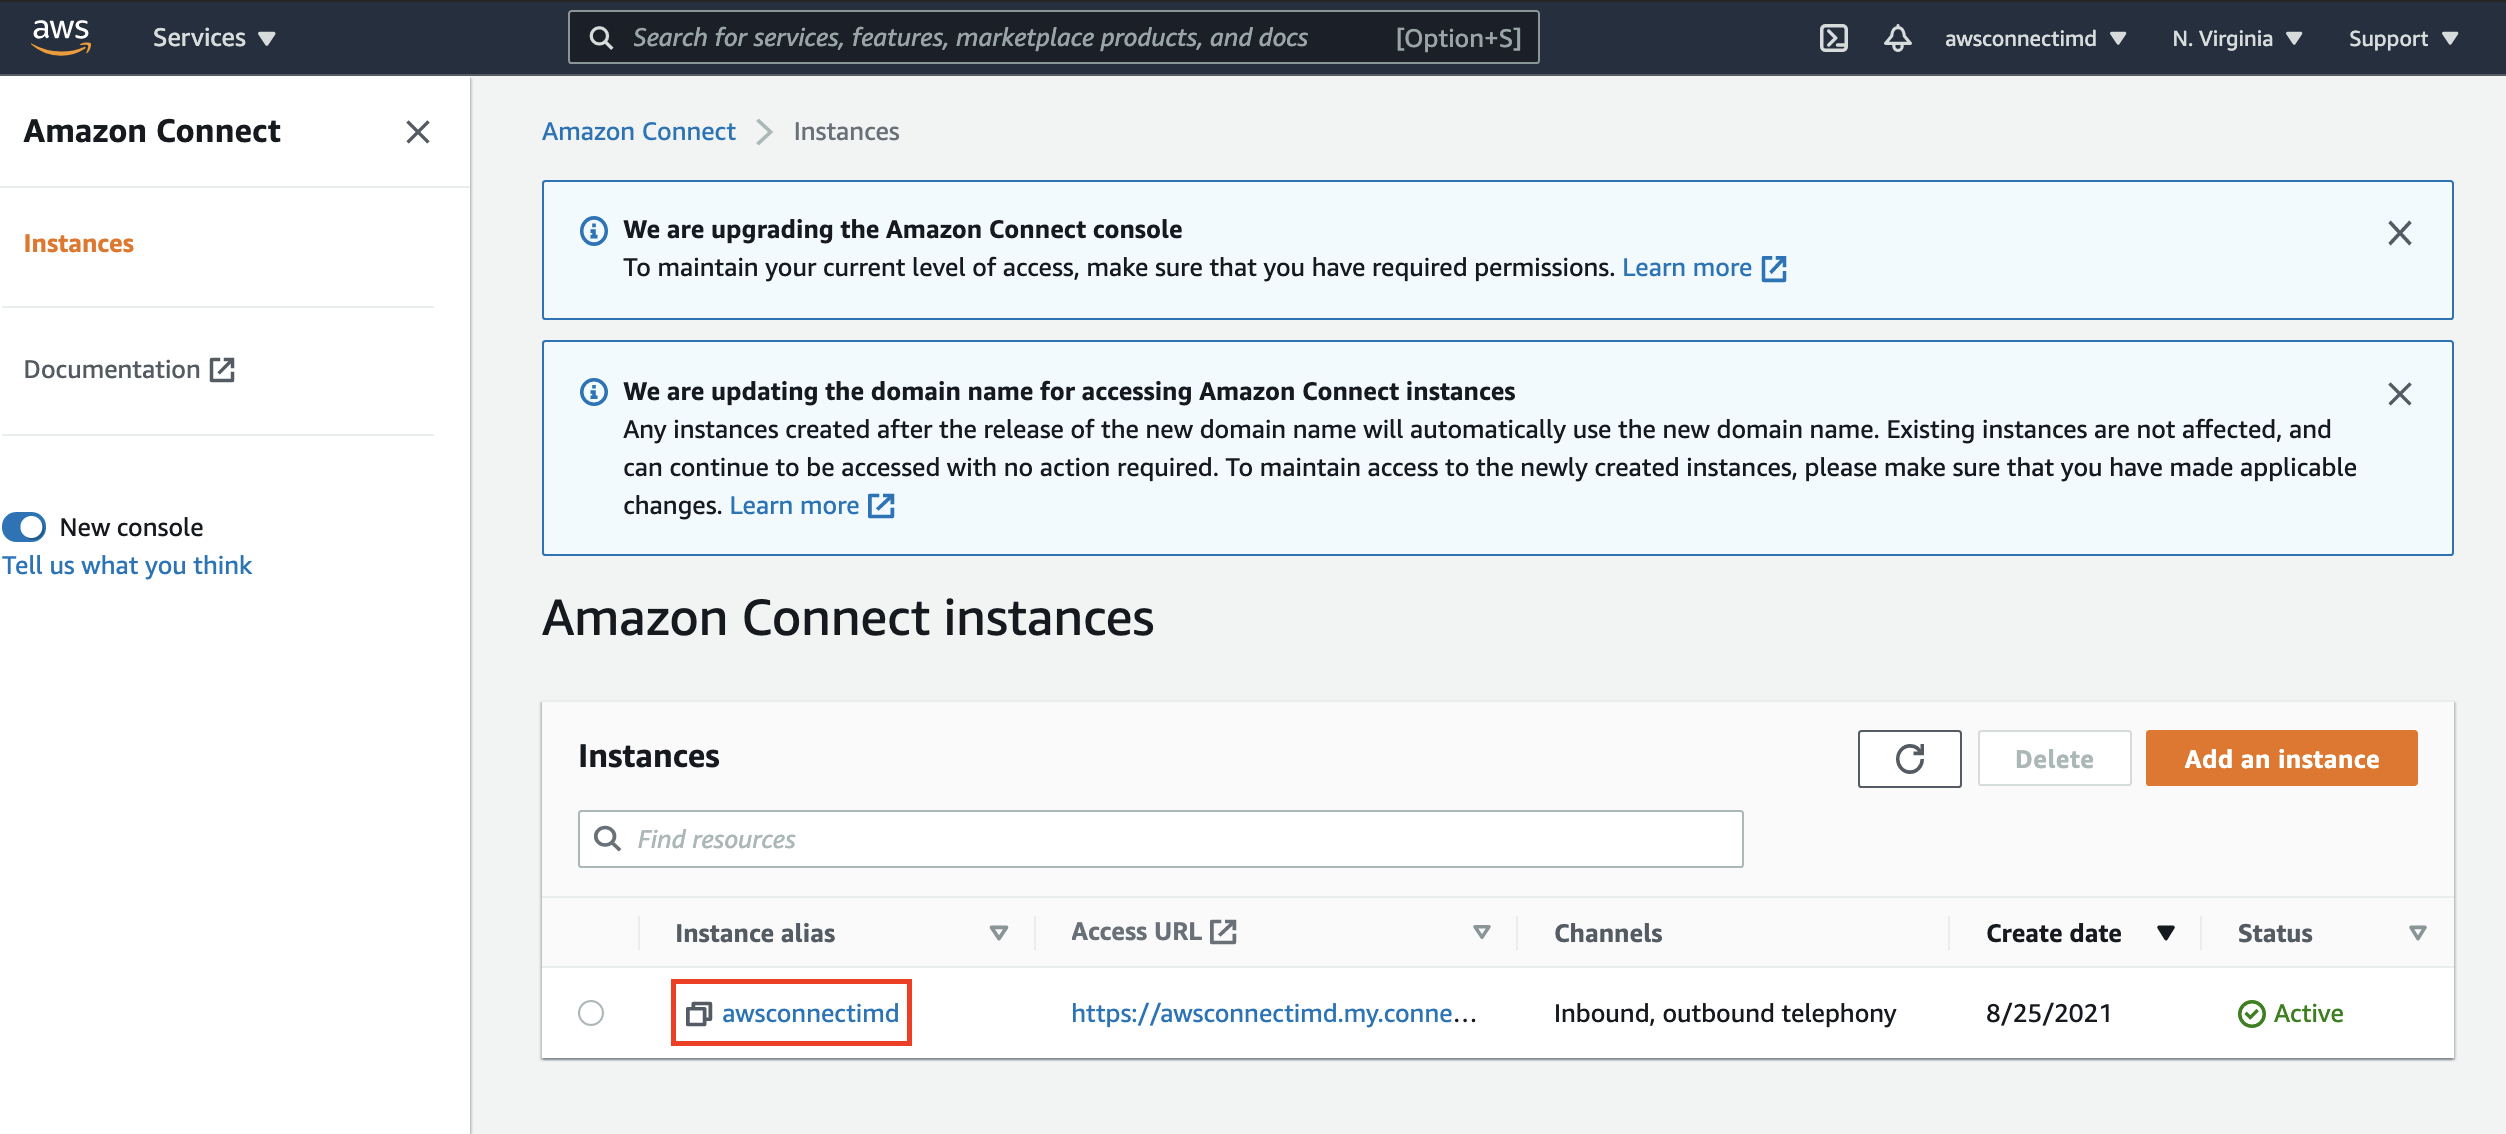 aws
Services
Search for services, features, marketplace products, and docs
[Option+S]
awsconnectimd
N. Virginia
Support
Amazon Connect
Instances
Documentation
New console
Tell us what you think
Amazon Connect
Instances
We are upgrading the Amazon Connect console
To maintain your current level of access, make sure that you have required permissions. Learn more
We are updating the domain name for accessing Amazon Connect instances
Any instances created after the release of the new domain name will automatically use the new domain name. Existing instances are not affected, and
can continue to be accessed with no action required. To maintain access to the newly created instances, please make sure that you have made applicable
changes. Learn more
Amazon Connect instances
Instances
Delete
Add an instance
Find resources
Instance alias
Access URL
Channels
Create date
Status
awsconnectimd
https://awsconnectimd.my.conne...
Inbound, outbound telephony
8/25/2021
Active